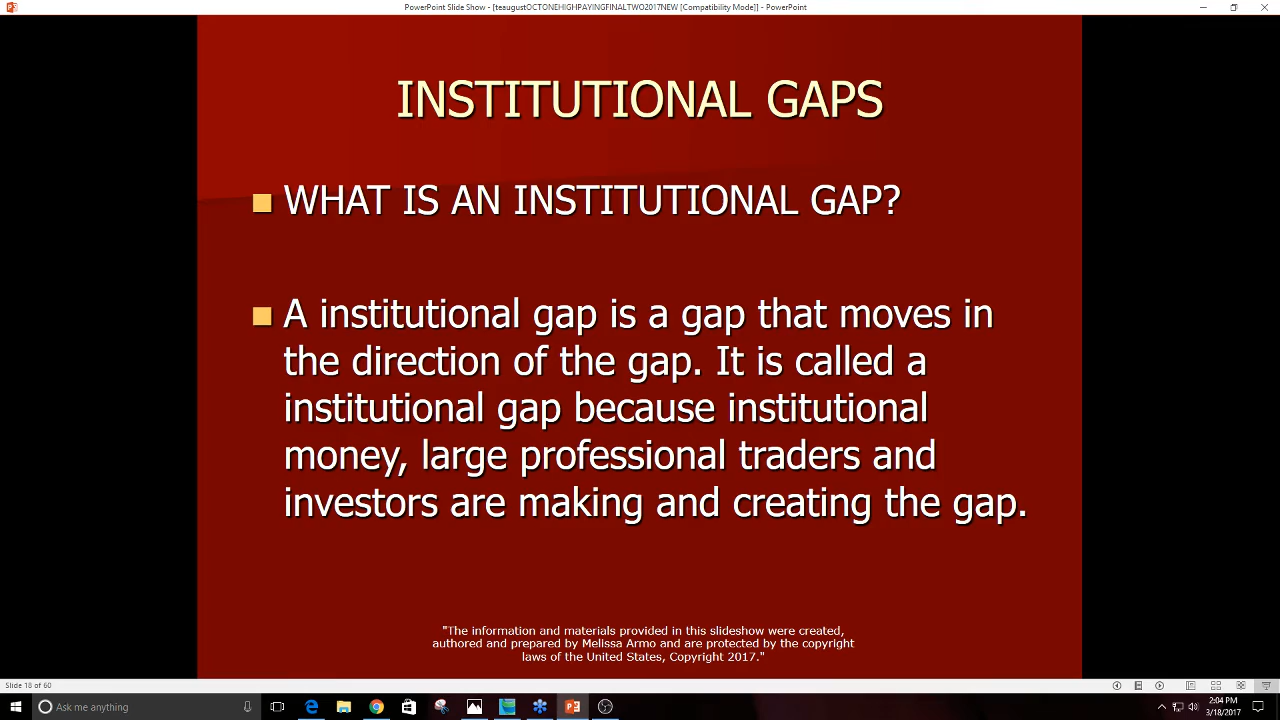 PowerPoint Slide Show - [teaugustOCTONEHIGHPAYINGFINALTWO2017NEW [Compatibility Mode]] - PowerPoint
INSTITUTIONAL GAPS
WHAT IS AN INSTITUTIONAL GAP?
A institutional gap is a gap that moves in
the direction of the gap. It is called a
institutional gap because institutional
money, large professional traders and
investors are making and creating the gap.
"The information and materials provided in this slideshow were created,
authored and prepared by Melissa Armo and are protected by the copyright
laws of the United States, Copyright 2017."
Slide 18 of 60
Ask me anything
2:04 PM
3/18/2017